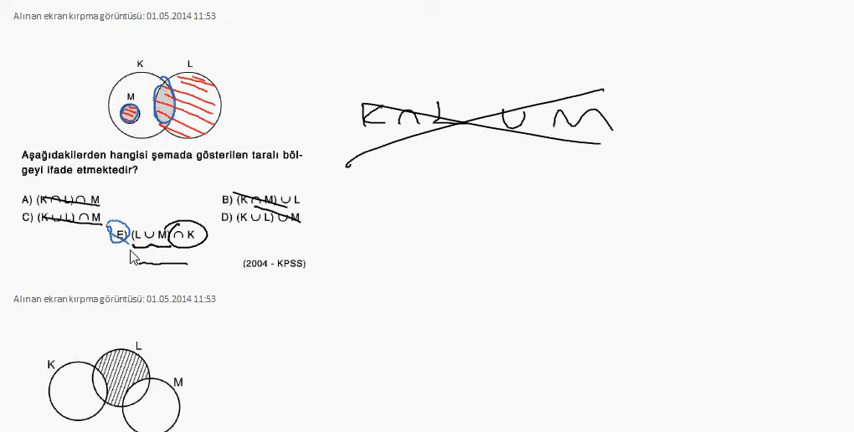 Alınan ekran kırpma görüntüsü: 01.05.2014 11:53
K L
M
K ∩ L ∪ M
Aşağıdakilerden hangisi şemada gösterilen taralı böl-
geyi ifade etmektedir?
A) (K ∩ L) ∩ M B) (K ∩ M) ∪ L
C) (K ∪ L) ∩ M D) (K ∪ L) ∪ M
E) (L ∪ M) ∩ K
(2004 - KPSS)
Alınan ekran kırpma görüntüsü: 01.05.2014 11:53
L
K
M